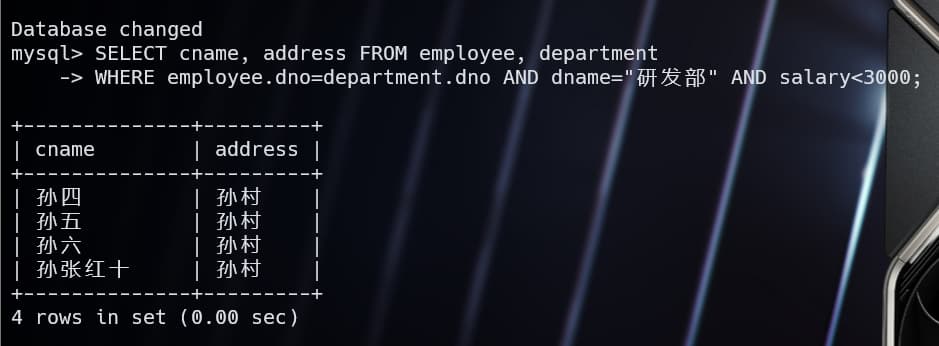 Database changed
mysql> SELECT cname, address FROM employee, department
    -> WHERE employee.dno=department.dno AND dname="研发部" AND salary<3000;
+--------------+---------+
| cname        | address |
+--------------+---------+
| 孙四         | 孙村    |
| 孙五         | 孙村    |
| 孙六         | 孙村    |
| 孙张红十     | 孙村    |
+--------------+---------+
4 rows in set (0.00 sec)